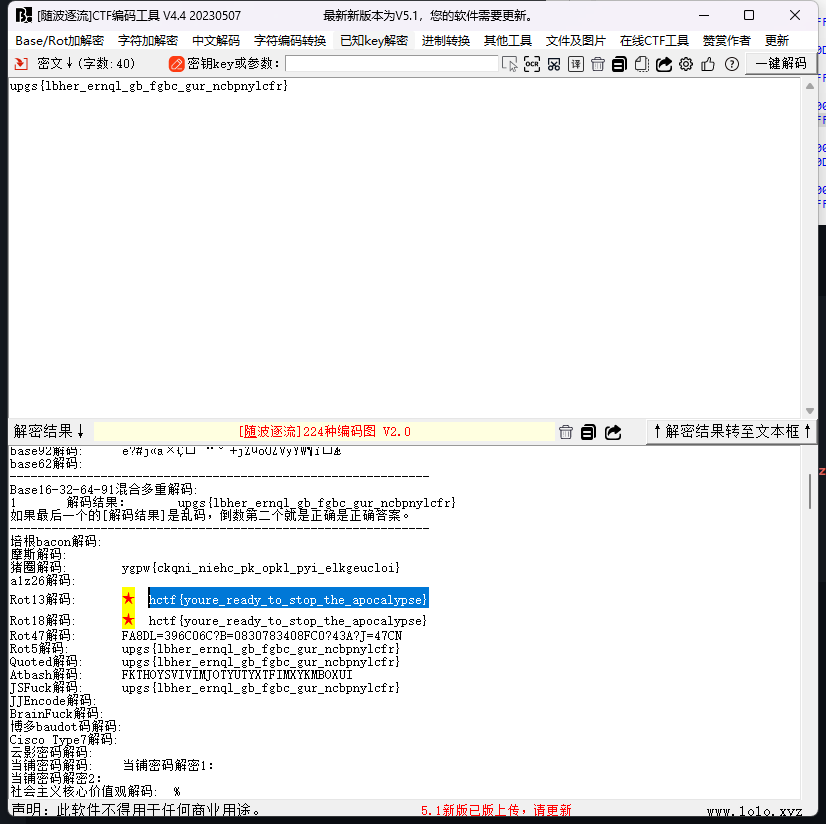 [随波逐流]CTF编码工具 V4.4 20230507 最新新版本为V5.1，您的软件需要更新。
Base/Rot加解密 字符加解密 中文解码 字符编码转换 已知key解密 进制转换 其他工具 文件及图片 在线CTF工具 赞赏作者 更新
密文↓(字数:40) 密钥key或参数: OCR 译 一键解码
upgs{lbher_ernql_gb_fgbc_gur_ncbpnylcfr}
解密结果↓ [随波逐流]224种编码图 V2.0 ↑解密结果转至文本框↑
base92解码:
base62解码:
Base16-32-64-91混合多重解码:
1 解码结果: upgs{lbher_ernql_gb_fgbc_gur_ncbpnylcfr}
如果最后一个的[解码结果]是乱码，倒数第二个就是正确是正确答案。
培根bacon解码:
摩斯解码:
猪圈解码: ygpw{ckqni_niehc_pk_opkl_pyi_elkgeucloi}
a1z26解码:
Rot13解码: ★ hctf{youre_ready_to_stop_the_apocalypse}
Rot18解码: ★ hctf{youre_ready_to_stop_the_apocalypse}
Rot47解码: FA8DL=396C06C?B=0830783408FC0?43A?J=47CN
Rot5解码: upgs{lbher_ernql_gb_fgbc_gur_ncbpnylcfr}
Quoted解码: upgs{lbher_ernql_gb_fgbc_gur_ncbpnylcfr}
Atbash解码: FKTHOYSVIVIMJOTYUTYXTFIMXYKMBOXUI
JSFuck解码: upgs{lbher_ernql_gb_fgbc_gur_ncbpnylcfr}
JJEncode解码:
BrainFuck解码:
博多baudot码解码:
Cisco Type7解码:
云影密码解码:
当铺密码解码: 当铺密码解密1:
当铺密码解密2:
社会主义核心价值观解码: %
声明: 此软件不得用于任何商业用途。 5.1新版已版上传，请更新 www.1o1o.xyz